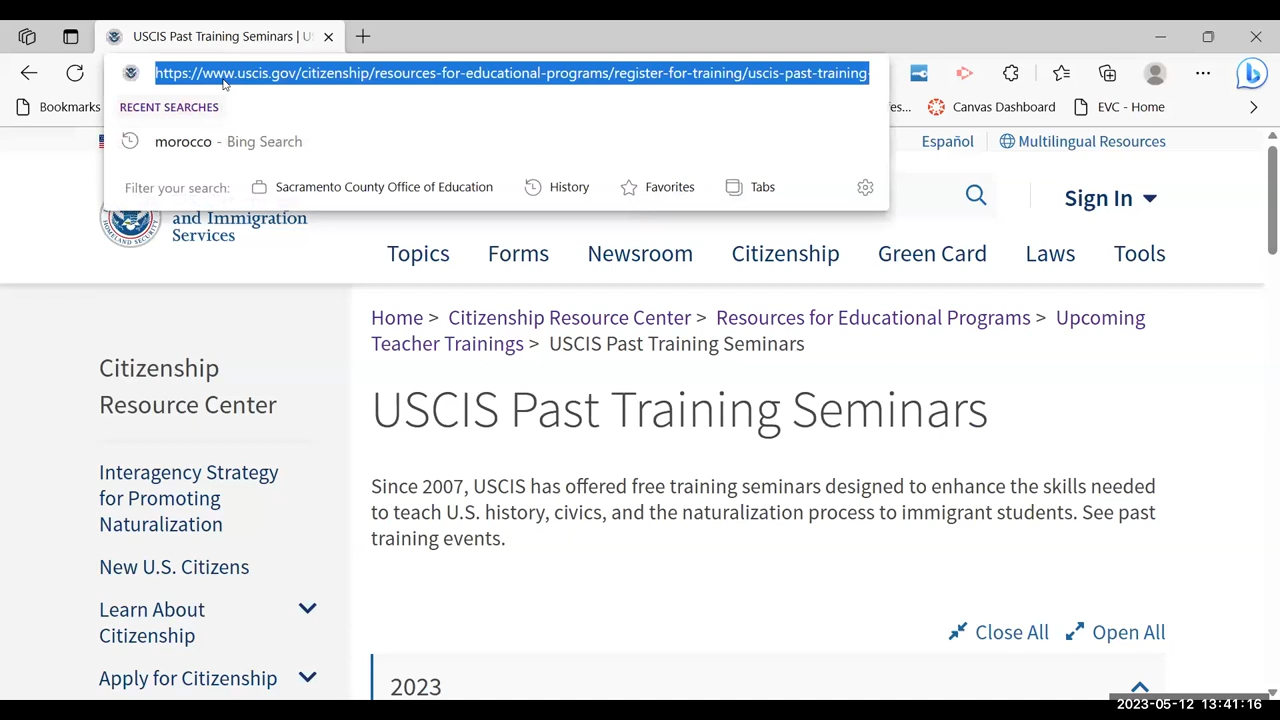 USCIS Past Training Seminars | U
https://www.uscis.gov/citizenship/resources-for-educational-programs/register-for-training/uscis-past-training-
Bookmarks
RECENT SEARCHES
es...
Canvas Dashboard
EVC - Home
morocco - Bing Search
Español
Multilingual Resources
Filter your search:
Sacramento County Office of Education
History
Favorites
Tabs
and Immigration
Services
Sign In
Topics
Forms
Newsroom
Citizenship
Green Card
Laws
Tools
Home > Citizenship Resource Center > Resources for Educational Programs > Upcoming
Teacher Trainings > USCIS Past Training Seminars
Citizenship
Resource Center
USCIS Past Training Seminars
Interagency Strategy
for Promoting
Naturalization
New U.S. Citizens
Learn About
Citizenship
Apply for Citizenship
Since 2007, USCIS has offered free training seminars designed to enhance the skills needed
to teach U.S. history, civics, and the naturalization process to immigrant students. See past
training events.
Close All
Open All
2023
2023-05-12 13:41:16